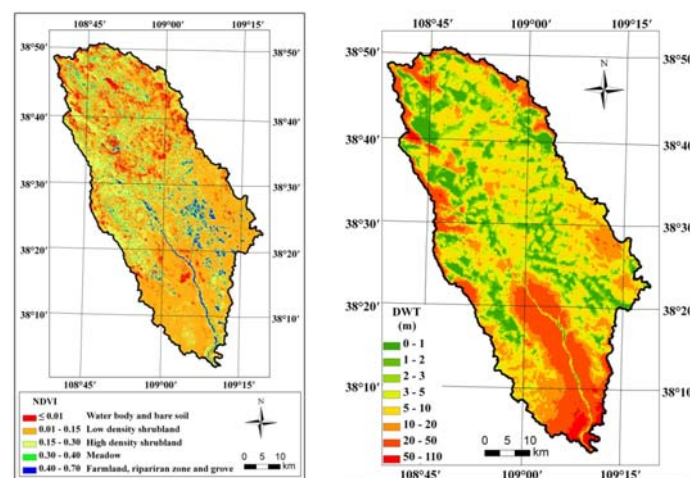 108°45′ 109°00′ 109°15′
38°50′ 38°50′
38°40′ 38°40′
38°30′ 38°30′
38°20′ 38°20′
38°10′ 38°10′
108°45′ 109°00′ 109°15′
NDVI
≤ 0.01 Water body and bare soil
0.01 - 0.15 Low density shrubland
0.15 - 0.30 High density shrubland
0.30 - 0.40 Meadow
0.40 - 0.70 Farmland, ripariran zone and grove
N
0 5 10
km
108°45′ 109°00′ 109°15′
N
38°50′ 38°50′
38°40′ 38°40′
38°30′ 38°30′
38°20′ 38°20′
38°10′ 38°10′
DWT
(m)
0 - 1
1 - 2
2 - 3
3 - 5
5 - 10
10 - 20
20 - 50
50 - 110
0 5 10
km
108°45′ 109°00′ 109°15′